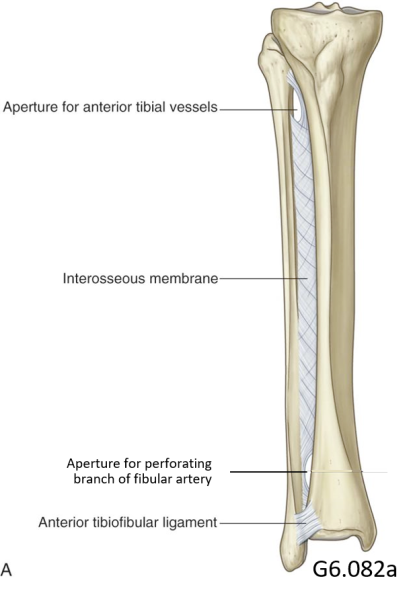 Aperture for anterior tibial vessels
Interosseous membrane
Aperture for perforating
branch of fibular artery
Anterior tibiofibular ligament
A
G6.082a